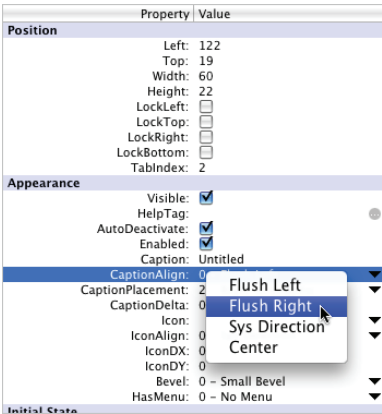 Property Value
Position
Left: 122
Top: 19
Width: 60
Height: 22
LockLeft:
LockTop:
LockRight:
LockBottom:
TabIndex: 2
Appearance
Visible:
HelpTag:
AutoDeactivate:
Enabled:
Caption: Untitled
CaptionAlign: 0
Flush Left
CaptionPlacement: 2
Flush Right
CaptionDelta: 0
Sys Direction
Icon:
Center
IconAlign: 0
IconDX: 0
IconDY: 0
Bevel: 0 - Small Bevel
HasMenu: 0 - No Menu
Initial State